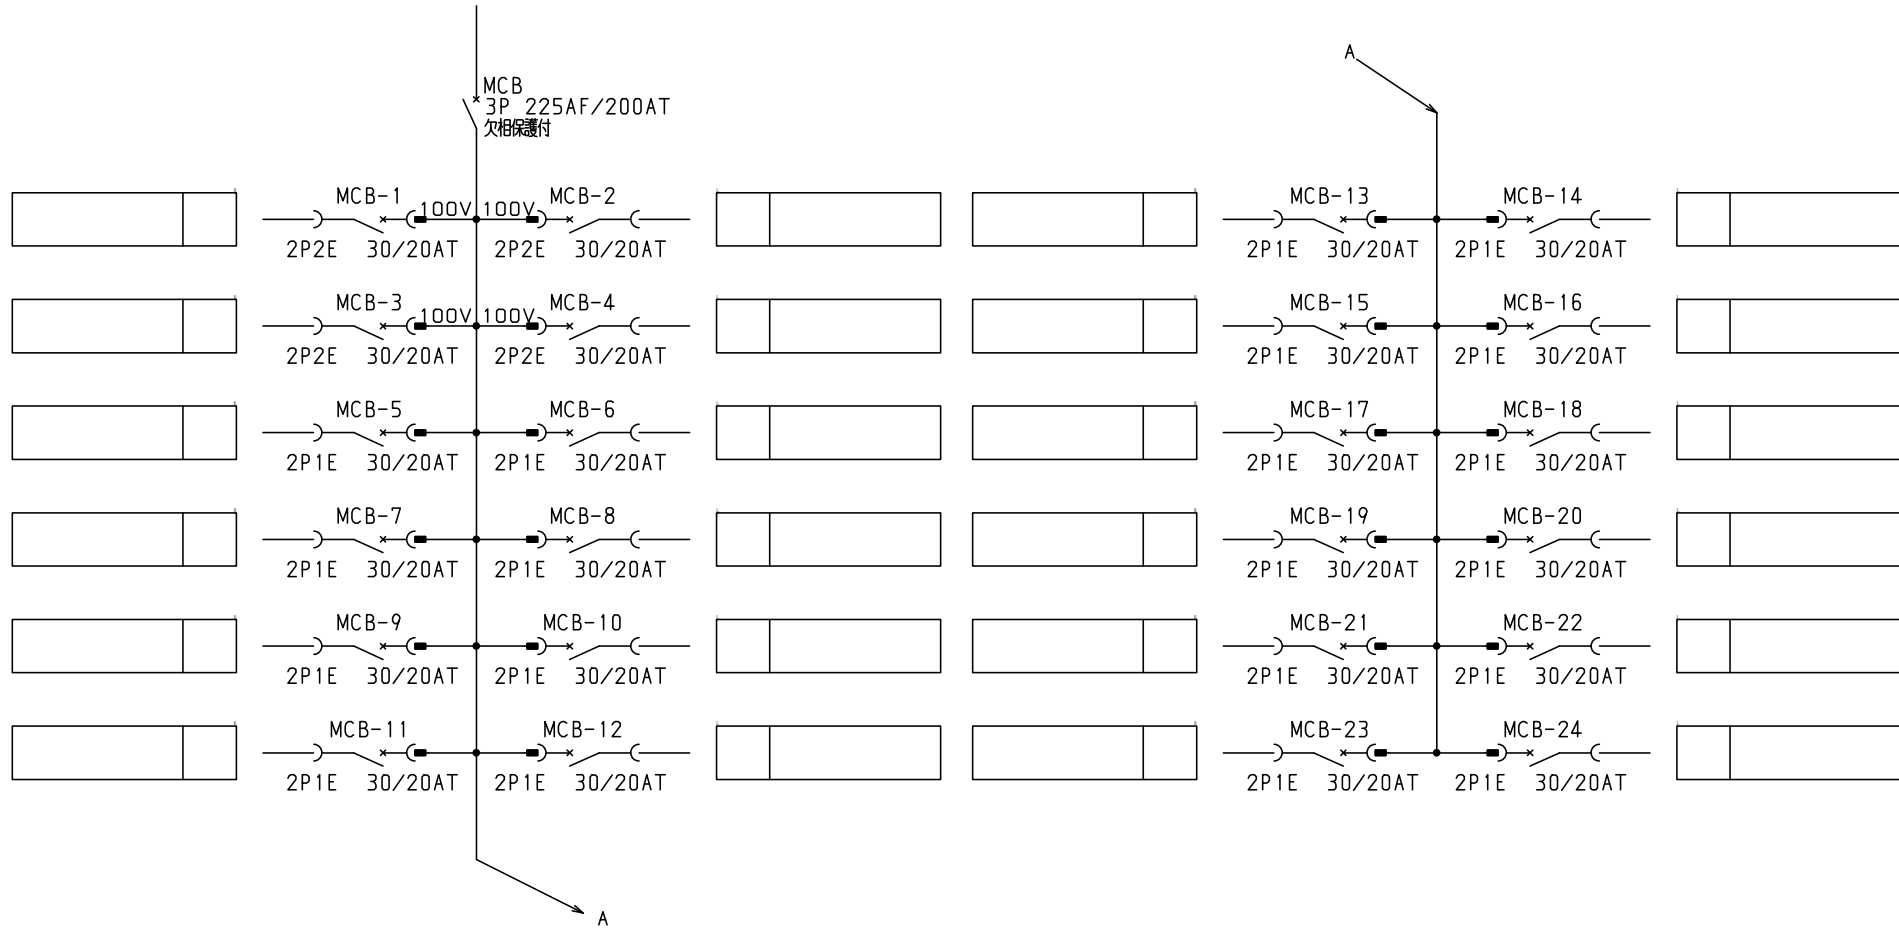 MCB
3P 225AF/200AT
欠相保護付
MCB-1 100V 100V MCB-2
2P2E 30/20AT 2P2E 30/20AT
MCB-3 100V 100V MCB-4
2P2E 30/20AT 2P2E 30/20AT
MCB-5 MCB-6
2P1E 30/20AT 2P1E 30/20AT
MCB-7 MCB-8
2P1E 30/20AT 2P1E 30/20AT
MCB-9 MCB-10
2P1E 30/20AT 2P1E 30/20AT
MCB-11 MCB-12
2P1E 30/20AT 2P1E 30/20AT
A
A
MCB-13 MCB-14
2P1E 30/20AT 2P1E 30/20AT
MCB-15 MCB-16
2P1E 30/20AT 2P1E 30/20AT
MCB-17 MCB-18
2P1E 30/20AT 2P1E 30/20AT
MCB-19 MCB-20
2P1E 30/20AT 2P1E 30/20AT
MCB-21 MCB-22
2P1E 30/20AT 2P1E 30/20AT
MCB-23 MCB-24
2P1E 30/20AT 2P1E 30/20AT